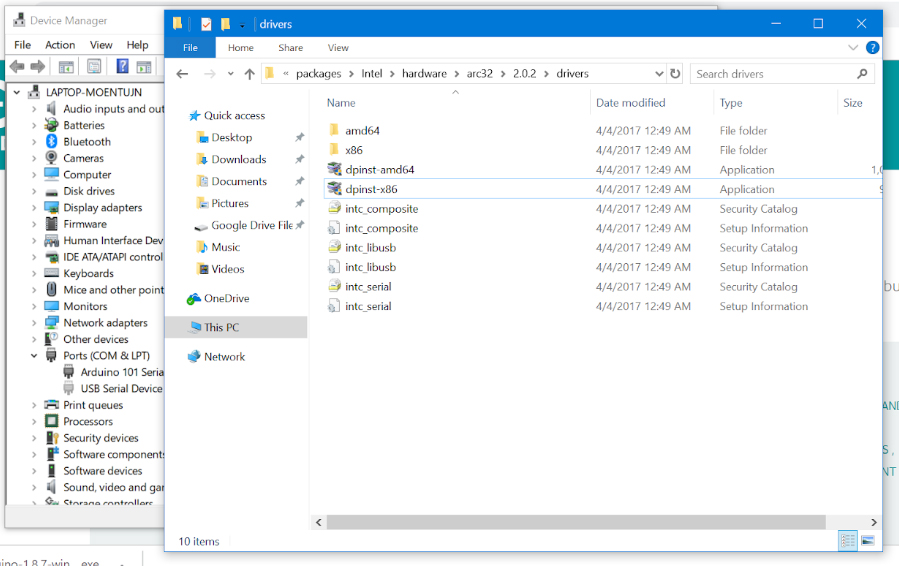 Device Manager
File Action View Help
LAPTOP-MOENTUJN
Audio inputs and out
Batteries
Bluetooth
Cameras
Computer
Disk drives
Display adapters
Firmware
Human Interface Dev
IDE ATA/ATAPI control
Keyboards
Mice and other point
Monitors
Network adapters
Other devices
Ports (COM & LPT)
Arduino 101 Seria
USB Serial Device
Print queues
Processors
Security devices
Software components
Software devices
Sound, video and gar
Storage controllers
drivers
File Home Share View
« packages > Intel > hardware > arc32 > 2.0.2 > drivers
Search drivers
Quick access
Desktop
Downloads
Documents
Pictures
Google Drive File
Music
Videos
OneDrive
This PC
Network
Name Date modified Type Size
amd64 4/4/2017 12:49 AM File folder
x86 4/4/2017 12:49 AM File folder
dpinst-amd64 4/4/2017 12:49 AM Application 1,0
dpinst-x86 4/4/2017 12:49 AM Application 9
intc_composite 4/4/2017 12:49 AM Security Catalog
intc_composite 4/4/2017 12:49 AM Setup Information
intc_libusb 4/4/2017 12:49 AM Security Catalog
intc_libusb 4/4/2017 12:49 AM Setup Information
intc_serial 4/4/2017 12:49 AM Security Catalog
intc_serial 4/4/2017 12:49 AM Setup Information
10 items
bu
AND
S,
NT